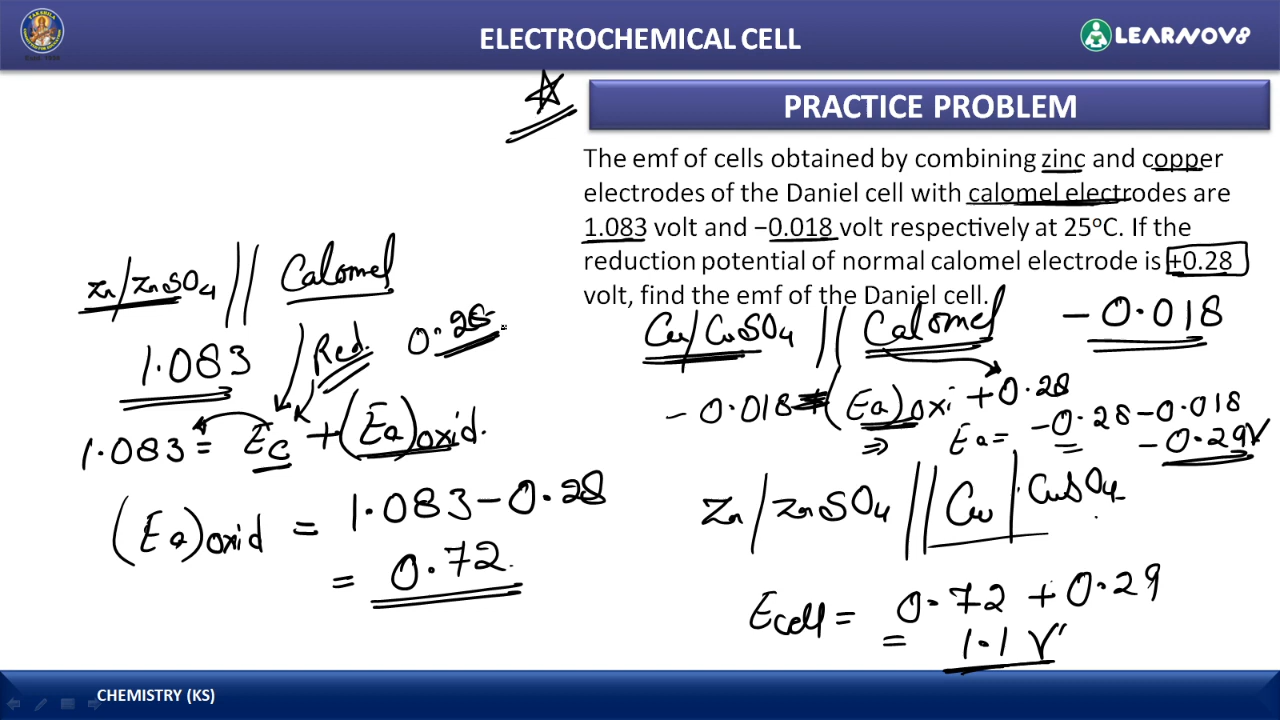 ELECTROCHEMICAL CELL
LEARNOV8
PRACTICE PROBLEM
The emf of cells obtained by combining zinc and copper
electrodes of the Daniel cell with calomel electrodes are
1.083 volt and −0.018 volt respectively at 25°C. If the
reduction potential of normal calomel electrode is +0.28
volt, find the emf of the Daniel cell.
Zn/ZnSO4 || Calomel
1.083 / Red. 0.28
1.083 = Ec + (Ea)oxid.
(Ea)oxid = 1.083 − 0.28
= 0.72
Cu/CuSO4 || Calomel − 0.018
− 0.018 = (Ea)oxi + 0.28
⇒ Ea = −0.28 − 0.018
− 0.29V
Zn/ZnSO4 || Cu | CuSO4
Ecell = 0.72 + 0.29
= 1.1 V
CHEMISTRY (KS)